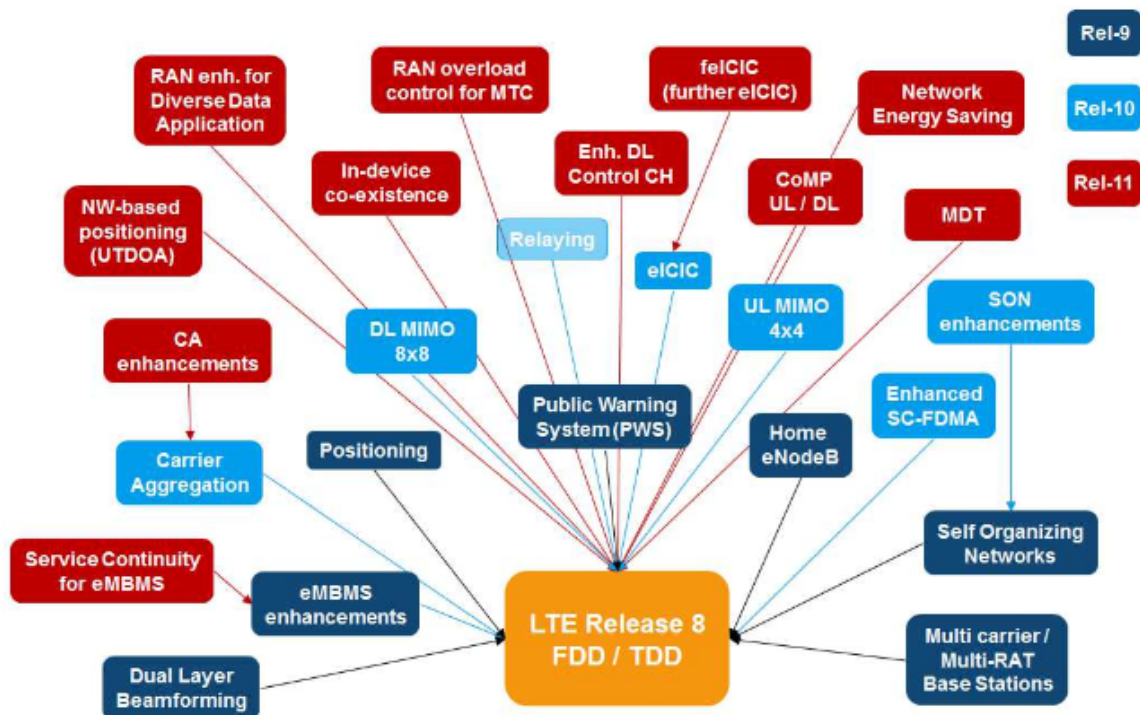 Rel-9
Rel-10
Rel-11
RAN enh. for
Diverse Data
Application
RAN overload
control for MTC
feICIC
(further eICIC)
Network
Energy Saving
In-device
co-existence
Enh. DL
Control CH
CoMP
UL / DL
NW-based
positioning
(UTDOA)
MDT
Relaying
eICIC
DL MIMO
8x8
UL MIMO
4x4
SON
enhancements
CA
enhancements
Public Warning
System (PWS)
Enhanced
SC-FDMA
Positioning
Home
eNodeB
Carrier
Aggregation
Self Organizing
Networks
Service Continuity
for eMBMS
eMBMS
enhancements
LTE Release 8
FDD / TDD
Multi carrier /
Multi-RAT
Base Stations
Dual Layer
Beamforming